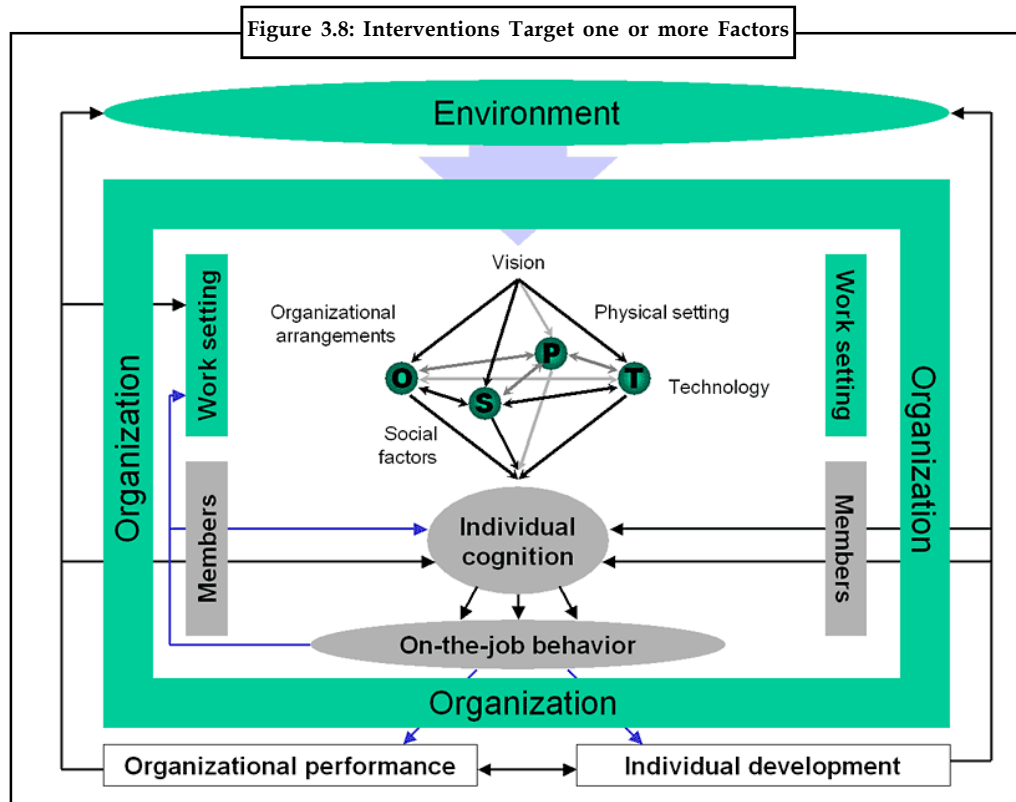 Figure 3.8: Interventions Target one or more Factors
Environment
Organization
Work setting
Members
Vision
Organizational
arrangements
Physical setting
O
S
P
T
Technology
Social
factors
Work setting
Members
Organization
Individual
cognition
On-the-job behavior
Organization
Organizational performance
Individual development